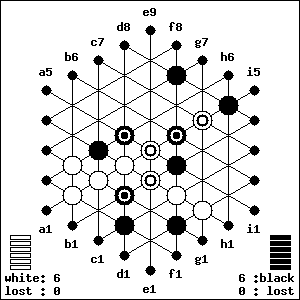 e9
d8 f8
c7 g7
b6 h6
a5 i5
a1 i1
b1 h1
c1 g1
d1 f1
e1
white: 6 6 :black
lost : 0 0 : lost